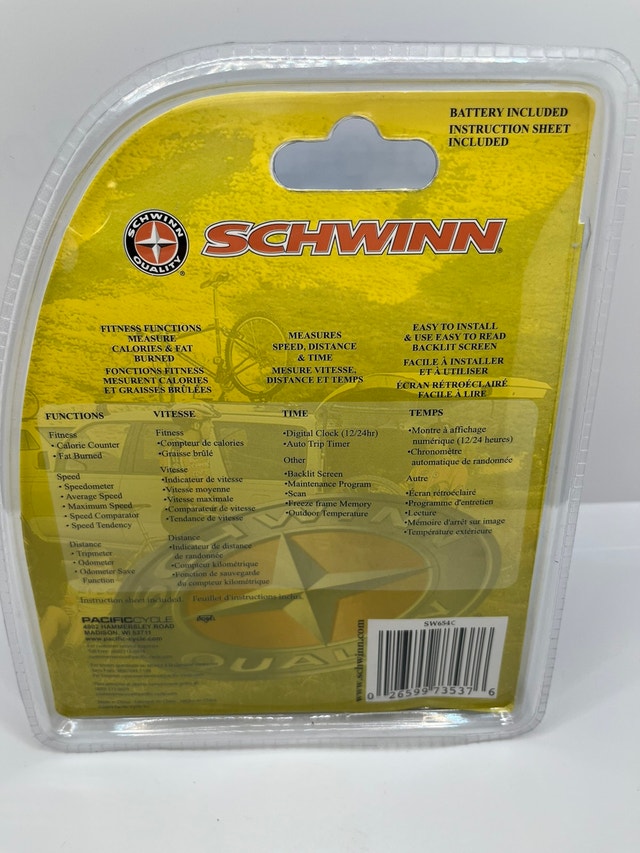 BATTERY INCLUDED
INSTRUCTION SHEET
INCLUDED
SCHWINN
QUALITY
SCHWINN
FITNESS FUNCTIONS
MEASURE
CALORIES & FAT
BURNED
FONCTIONS FITNESS
MESURENT CALORIES
ET GRAISSES BRÛLÉES
MEASURES
SPEED, DISTANCE
& TIME
MESURE VITESSE,
DISTANCE ET TEMPS
EASY TO INSTALL
& USE EASY TO READ
BACKLIT SCREEN
FACILE À INSTALLER
ET À UTILISER
ÉCRAN RÉTROÉCLAIRÉ
FACILE À LIRE
FUNCTIONS
Fitness
• Calorie Counter
• Fat Burned
Speed
• Speedometer
• Average Speed
• Maximum Speed
• Speed Comparator
• Speed Tendency
Distance
• Tripmeter
• Odometer
• Odometer Save
Function
VITESSE
Fitness
•Compteur de calories
•Graisse brûlé
Vitesse
•Indicateur de vitesse
•Vitesse moyenne
•Vitesse maximale
•Comparateur de vitesse
•Tendance de vitesse
Distance
•Indicateur de distance
de randonnée
•Compteur kilométrique
•Fonction de sauvegarde
du compteur kilométrique
TIME
•Digital Clock (12/24hr)
•Auto Trip Timer
Other
•Backlit Screen
•Maintenance Program
•Scan
•Freeze frame Memory
•Outdoor Temperature
TEMPS
•Montre à affichage
numérique (12/24 heures)
•Chronomètre
automatique de randonnée
Autre
•Écran rétroéclaire
•Programme d'entretien
•Lecture
•Mémoire d'arrêt sur image
•Température extérieure
Instruction sheet included. Feuillet d'instructions inclus.
PACIFICCYCLE
4902 HAMMERSLEY ROAD
MADISON, WI 53711
www.pacific-cycle.com
QUAL
www.schwinn.com
SW654C
0 26599 73537 6